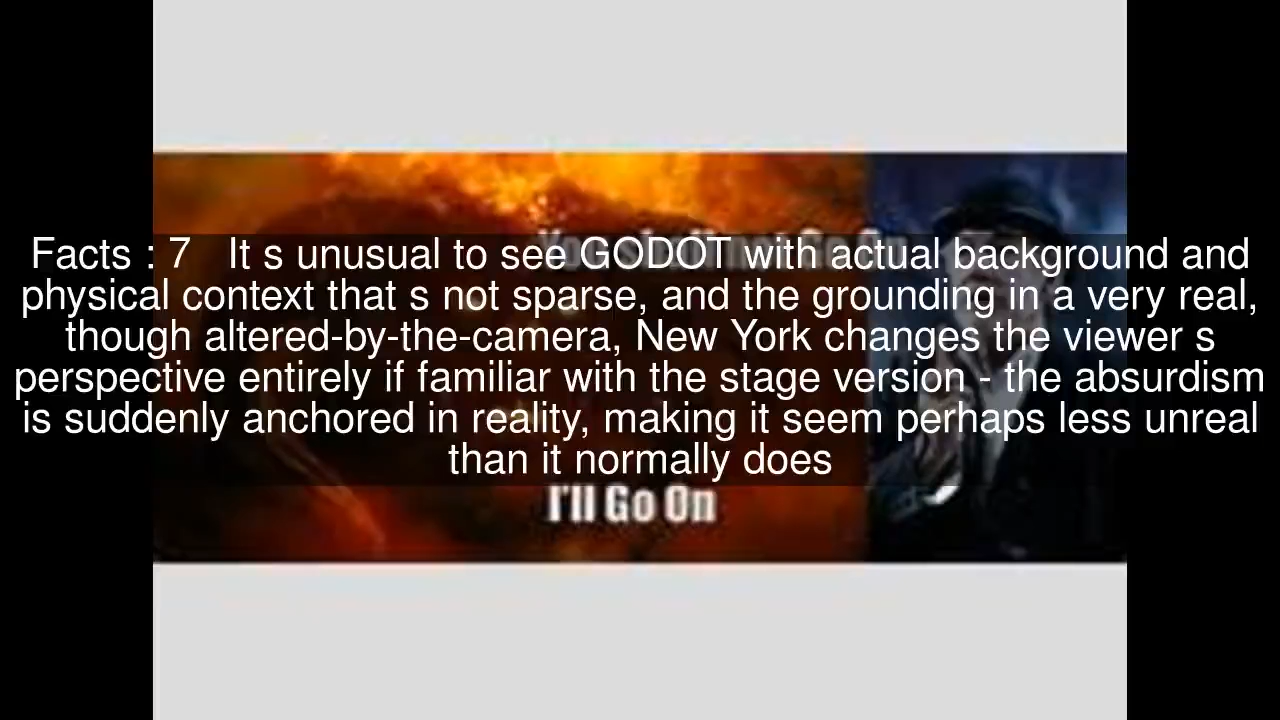 Facts : 7 It s unusual to see GODOT with actual background and
physical context that s not sparse, and the grounding in a very real,
though altered-by-the-camera, New York changes the viewer s
perspective entirely if familiar with the stage version - the absurdism
is suddenly anchored in reality, making it seem perhaps less unreal
than it normally does
I'll Go On